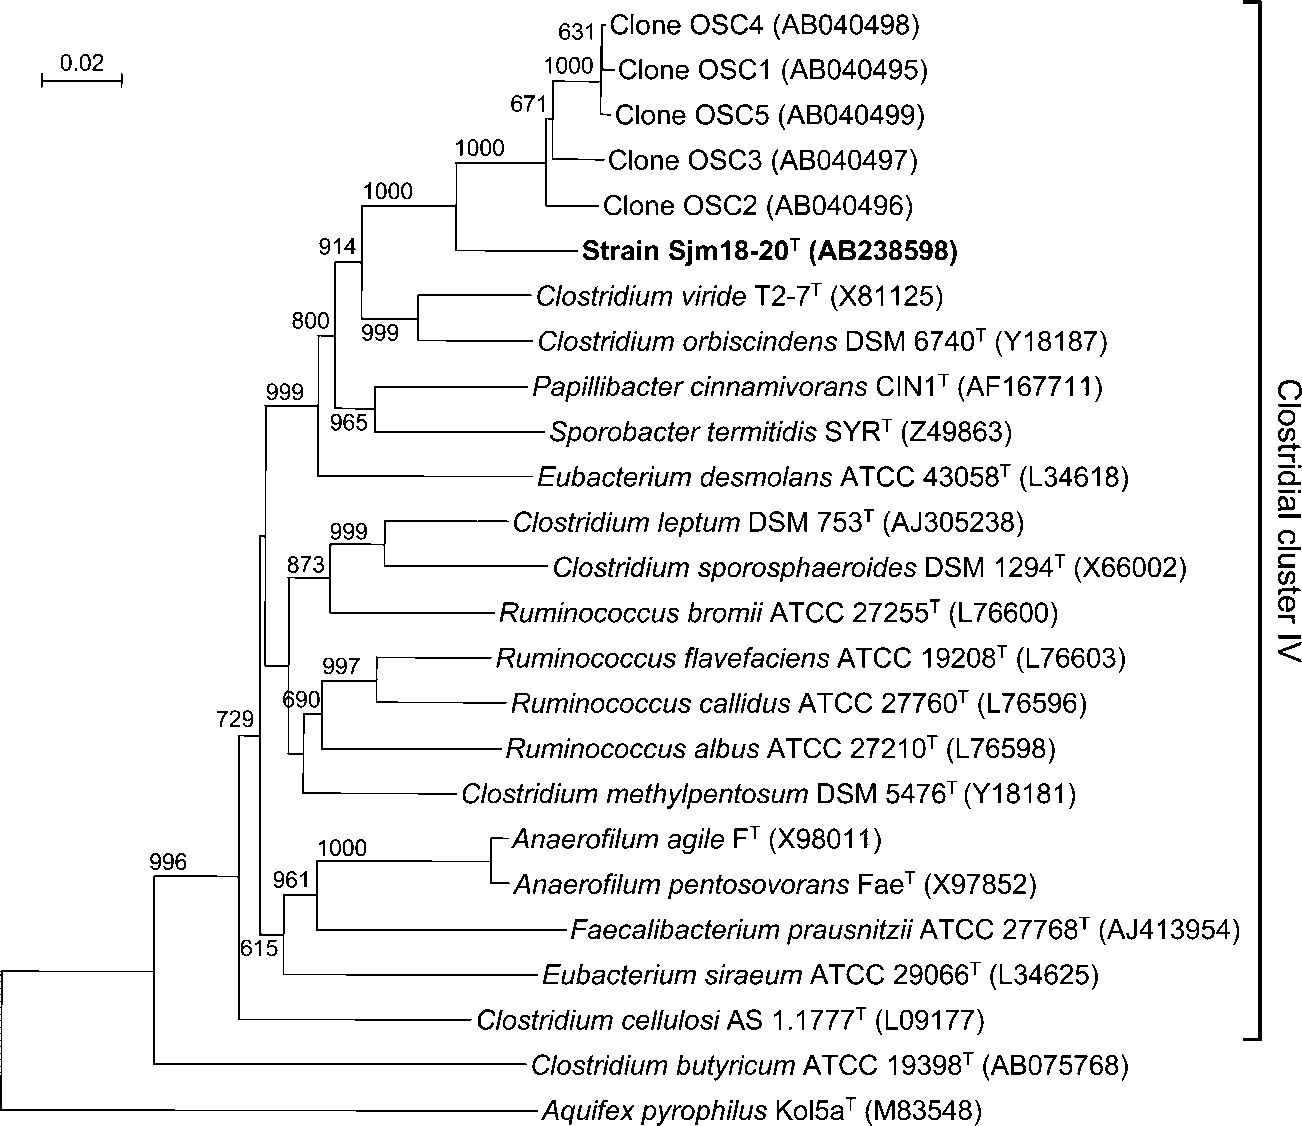 0.02
631
Clone OSC4 (AB040498)
1000
Clone OSC1 (AB040495)
671
Clone OSC5 (AB040499)
1000
Clone OSC3 (AB040497)
1000
Clone OSC2 (AB040496)
914
Strain Sjm18-20ᵀ (AB238598)
Clostridium viride T2-7ᵀ (X81125)
800
999
Clostridium orbiscindens DSM 6740ᵀ (Y18187)
999
Papillibacter cinnamivorans CIN1ᵀ (AF167711)
965
Sporobacter termitidis SYRᵀ (Z49863)
Eubacterium desmolans ATCC 43058ᵀ (L34618)
999
Clostridium leptum DSM 753ᵀ (AJ305238)
873
Clostridium sporosphaeroides DSM 1294ᵀ (X66002)
Ruminococcus bromii ATCC 27255ᵀ (L76600)
997
Ruminococcus flavefaciens ATCC 19208ᵀ (L76603)
690
Ruminococcus callidus ATCC 27760ᵀ (L76596)
729
Ruminococcus albus ATCC 27210ᵀ (L76598)
Clostridium methylpentosum DSM 5476ᵀ (Y18181)
1000
Anaerofilum agile Fᵀ (X98011)
996
961
Anaerofilum pentosovorans Faeᵀ (X97852)
615
Faecalibacterium prausnitzii ATCC 27768ᵀ (AJ413954)
Eubacterium siraeum ATCC 29066ᵀ (L34625)
Clostridium cellulosi AS 1.1777ᵀ (L09177)
Clostridium butyricum ATCC 19398ᵀ (AB075768)
Aquifex pyrophilus Kol5aᵀ (M83548)
Clostridial cluster IV